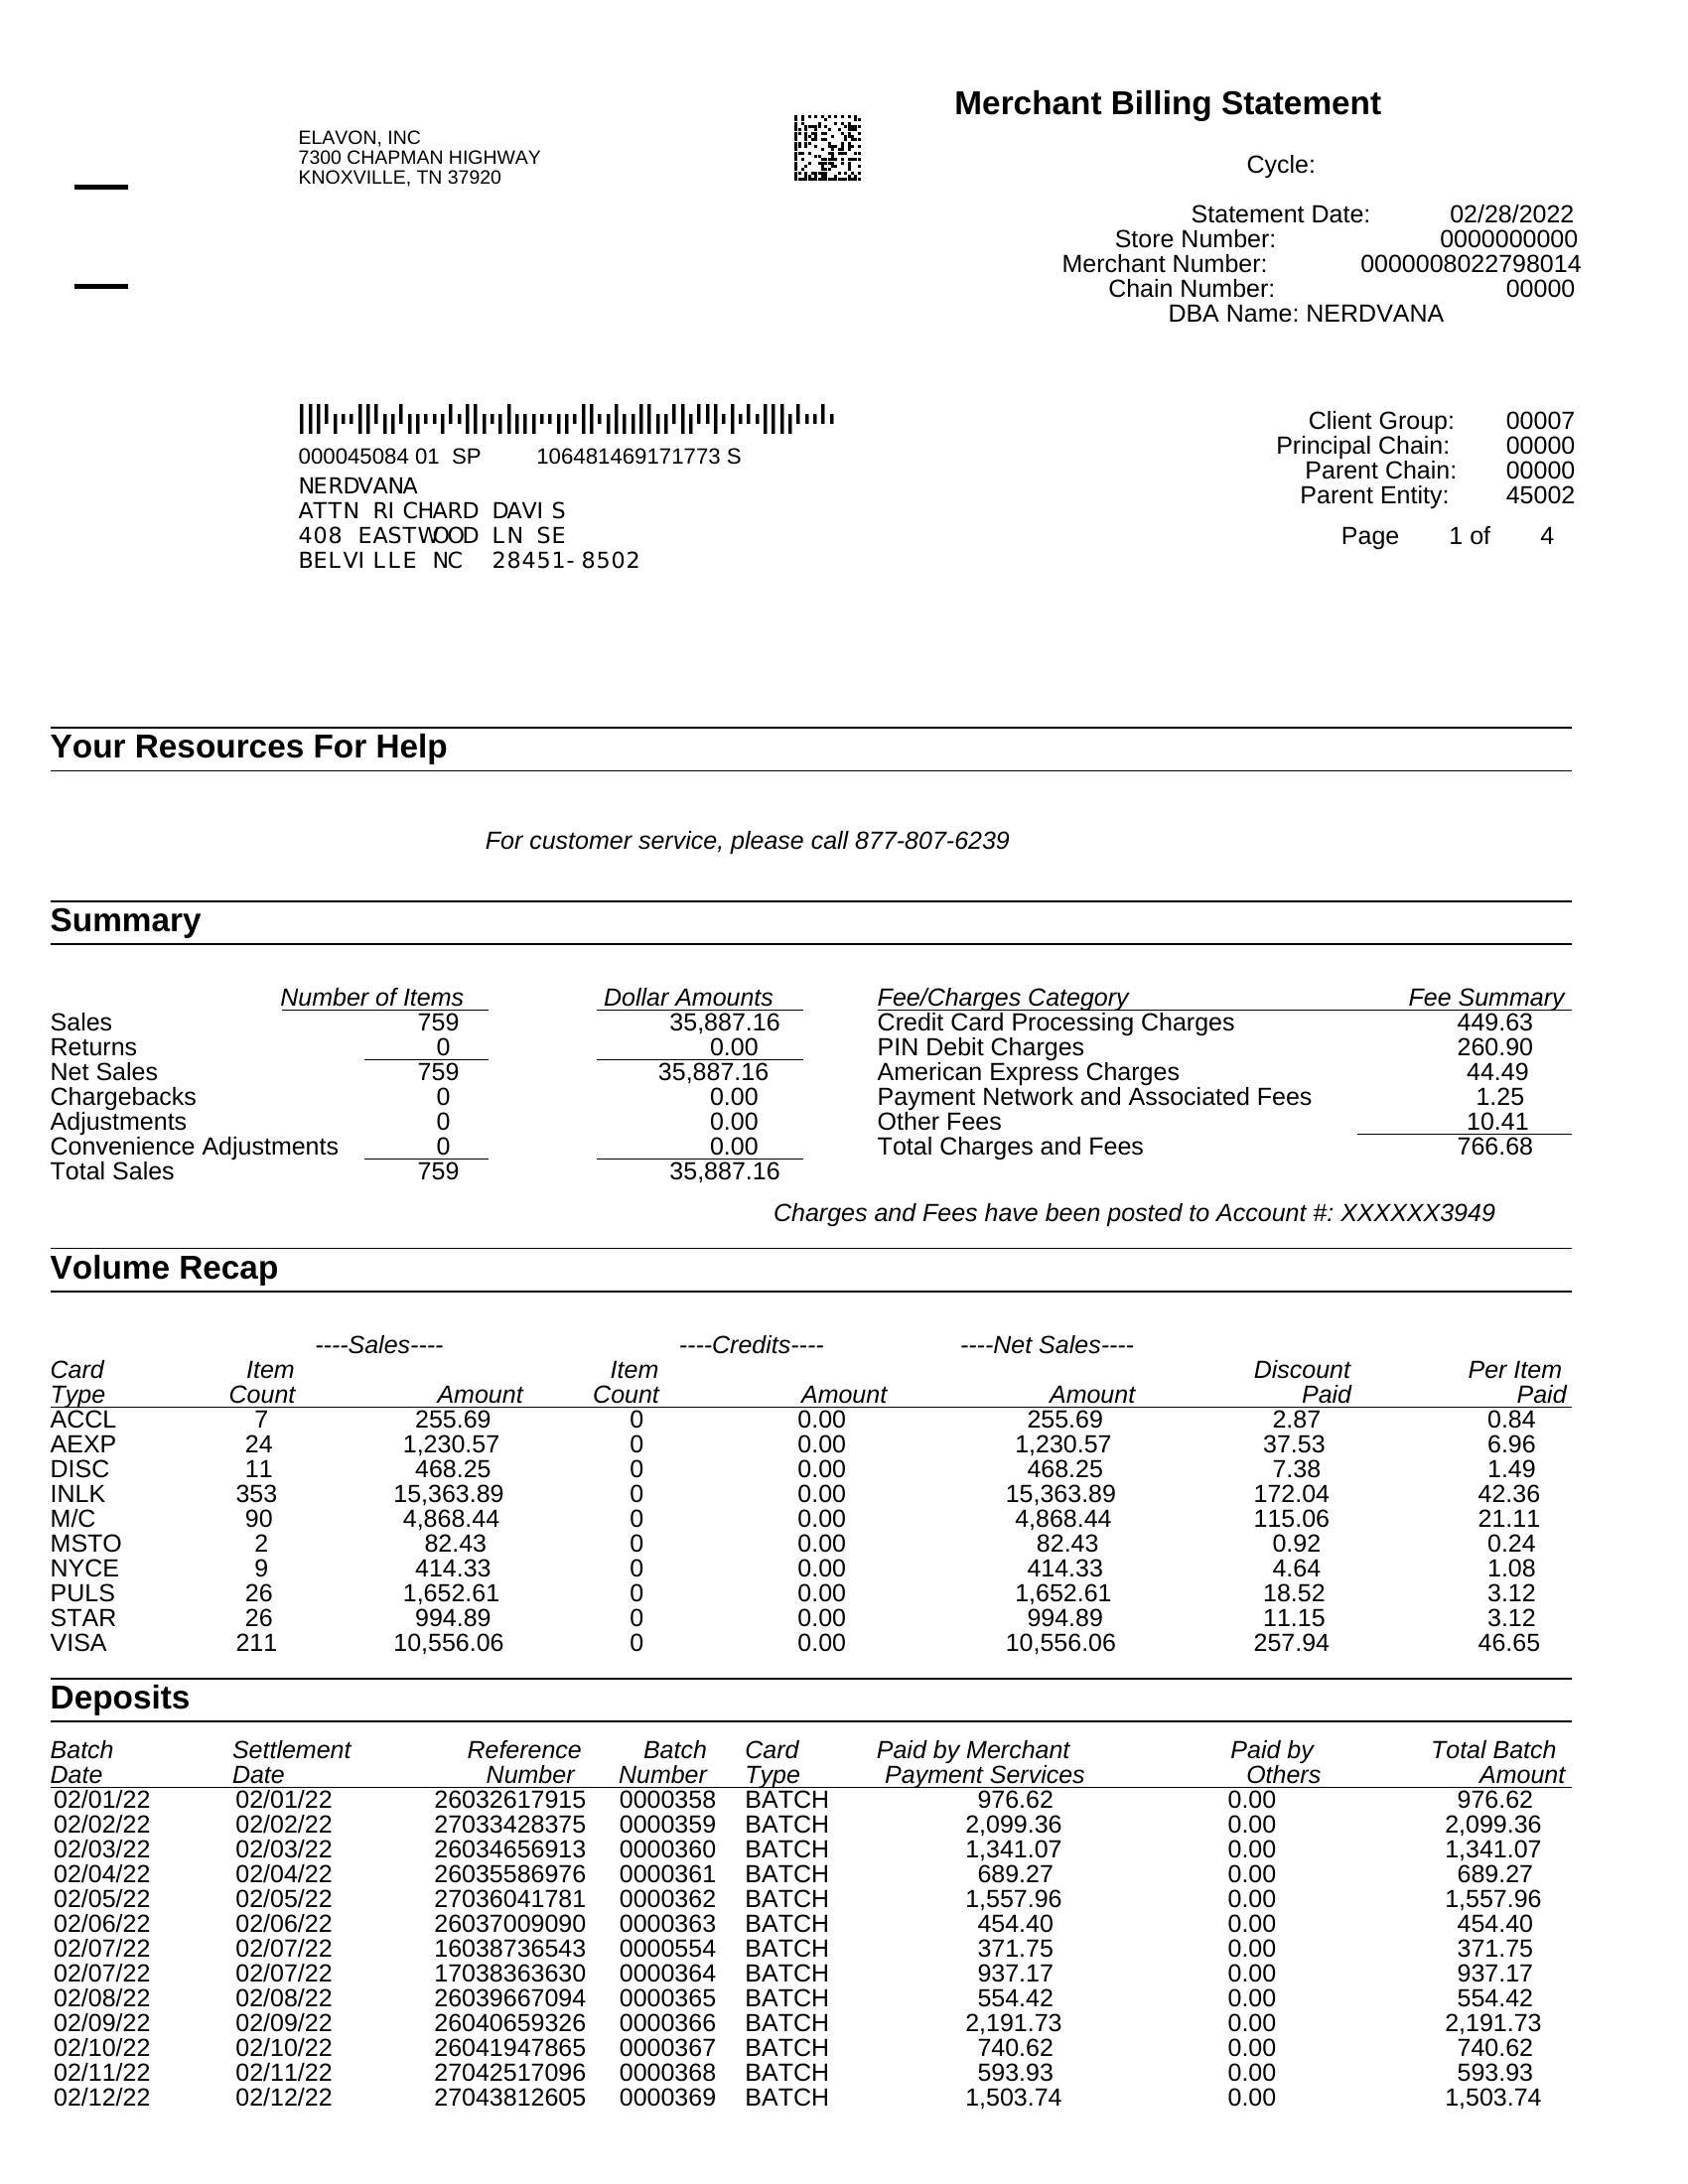 Merchant Billing Statement
ELAVON, INC
7300 CHAPMAN HIGHWAY
KNOXVILLE, TN 37920
Cycle:
Statement Date: 02/28/2022
Store Number: 0000000000
Merchant Number: 0000008022798014
Chain Number: 00000
DBA Name: NERDVANA
000045084 01 SP 106481469171773 S
NERDVANA
ATTN RICHARD DAVIS
408 EASTWOOD LN SE
BELVILLE NC 28451-8502
Client Group: 00007
Principal Chain: 00000
Parent Chain: 00000
Parent Entity: 45002
Page 1 of 4
Your Resources For Help
For customer service, please call 877-807-6239
Summary
Number of Items Dollar Amounts Fee/Charges Category Fee Summary
Sales 759 35,887.16 Credit Card Processing Charges 449.63
Returns 0 0.00 PIN Debit Charges 260.90
Net Sales 759 35,887.16 American Express Charges 44.49
Chargebacks 0 0.00 Payment Network and Associated Fees 1.25
Adjustments 0 0.00 Other Fees 10.41
Convenience Adjustments 0 0.00 Total Charges and Fees 766.68
Total Sales 759 35,887.16
Charges and Fees have been posted to Account #: XXXXXX3949
Volume Recap
----Sales---- ----Credits---- ----Net Sales----
Card Item Item Discount Per Item
Type Count Amount Count Amount Amount Paid Paid
ACCL 7 255.69 0 0.00 255.69 2.87 0.84
AEXP 24 1,230.57 0 0.00 1,230.57 37.53 6.96
DISC 11 468.25 0 0.00 468.25 7.38 1.49
INLK 353 15,363.89 0 0.00 15,363.89 172.04 42.36
M/C 90 4,868.44 0 0.00 4,868.44 115.06 21.11
MSTO 2 82.43 0 0.00 82.43 0.92 0.24
NYCE 9 414.33 0 0.00 414.33 4.64 1.08
PULS 26 1,652.61 0 0.00 1,652.61 18.52 3.12
STAR 26 994.89 0 0.00 994.89 11.15 3.12
VISA 211 10,556.06 0 0.00 10,556.06 257.94 46.65
Deposits
Batch Settlement Reference Batch Card Paid by Merchant Paid by Total Batch
Date Date Number Number Type Payment Services Others Amount
02/01/22 02/01/22 26032617915 0000358 BATCH 976.62 0.00 976.62
02/02/22 02/02/22 27033428375 0000359 BATCH 2,099.36 0.00 2,099.36
02/03/22 02/03/22 26034656913 0000360 BATCH 1,341.07 0.00 1,341.07
02/04/22 02/04/22 26035586976 0000361 BATCH 689.27 0.00 689.27
02/05/22 02/05/22 27036041781 0000362 BATCH 1,557.96 0.00 1,557.96
02/06/22 02/06/22 26037009090 0000363 BATCH 454.40 0.00 454.40
02/07/22 02/07/22 16038736543 0000554 BATCH 371.75 0.00 371.75
02/07/22 02/07/22 17038363630 0000364 BATCH 937.17 0.00 937.17
02/08/22 02/08/22 26039667094 0000365 BATCH 554.42 0.00 554.42
02/09/22 02/09/22 26040659326 0000366 BATCH 2,191.73 0.00 2,191.73
02/10/22 02/10/22 26041947865 0000367 BATCH 740.62 0.00 740.62
02/11/22 02/11/22 27042517096 0000368 BATCH 593.93 0.00 593.93
02/12/22 02/12/22 27043812605 0000369 BATCH 1,503.74 0.00 1,503.74